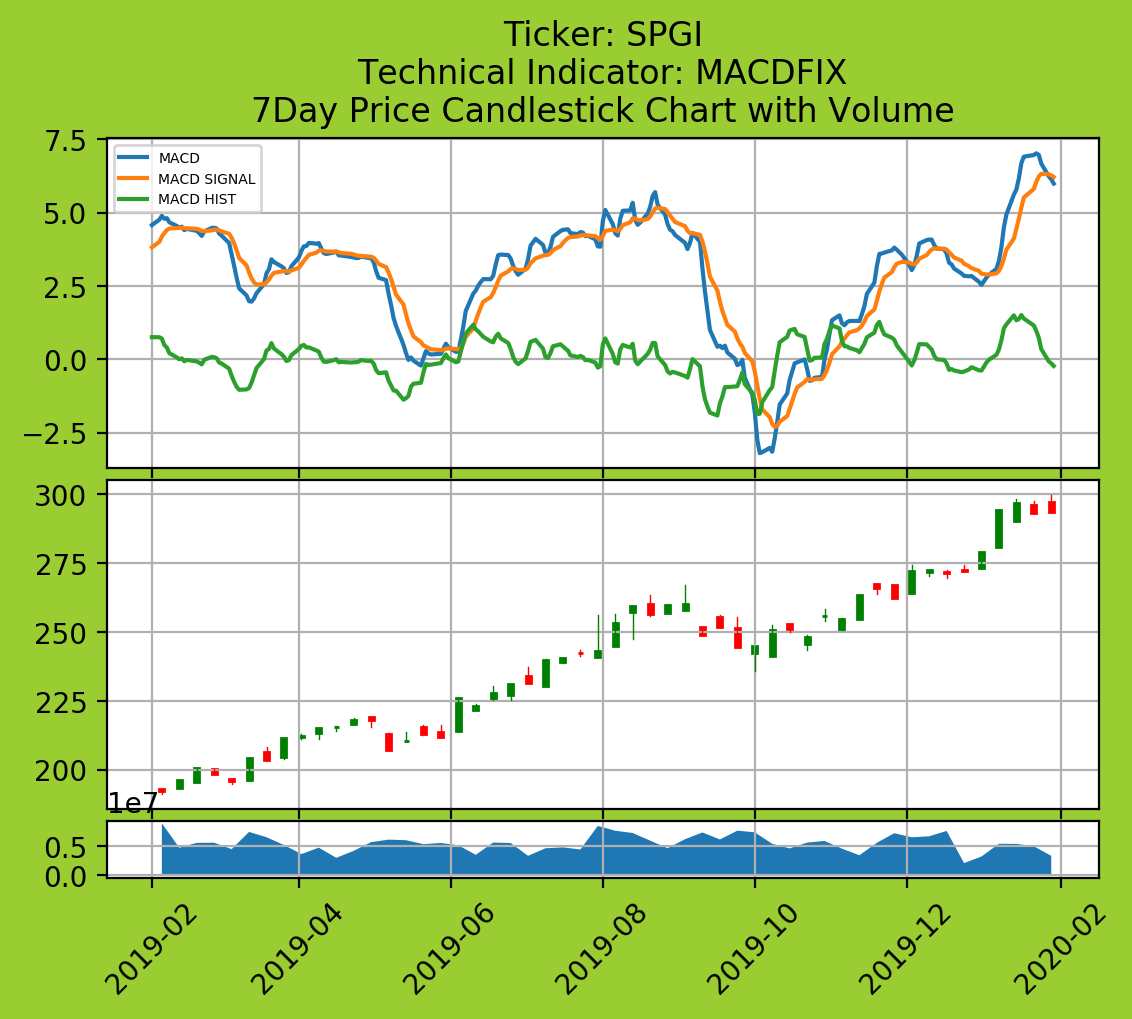 Ticker: SPGI
Technical Indicator: MACDFIX
7Day Price Candlestick Chart with Volume
7.5
5.0
2.5
0.0
−2.5
MACD
MACD SIGNAL
MACD HIST
300
275
250
225
200
1e7
0.5
0.0
2019-02
2019-04
2019-06
2019-08
2019-10
2019-12
2020-02